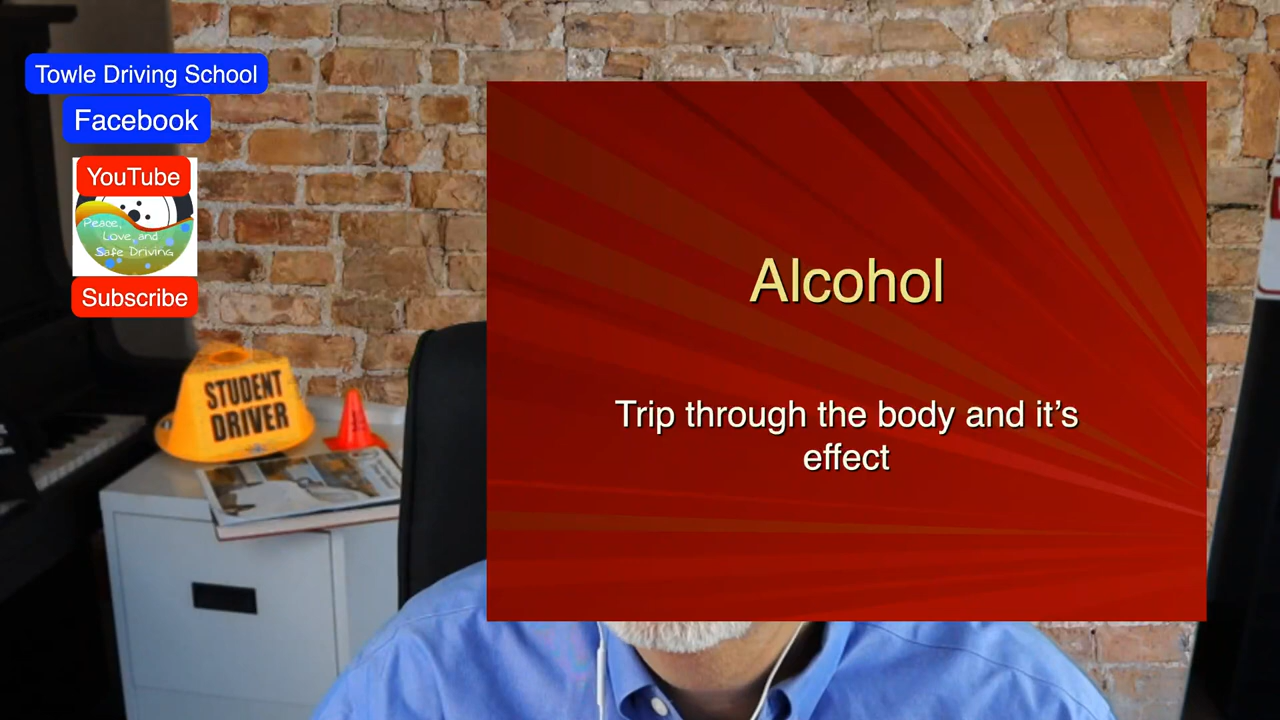 Towle Driving School
Facebook
YouTube
Peace,
Love, and
Safe Driving
Subscribe
STUDENT
DRIVER
Alcohol
Trip through the body and it's
effect